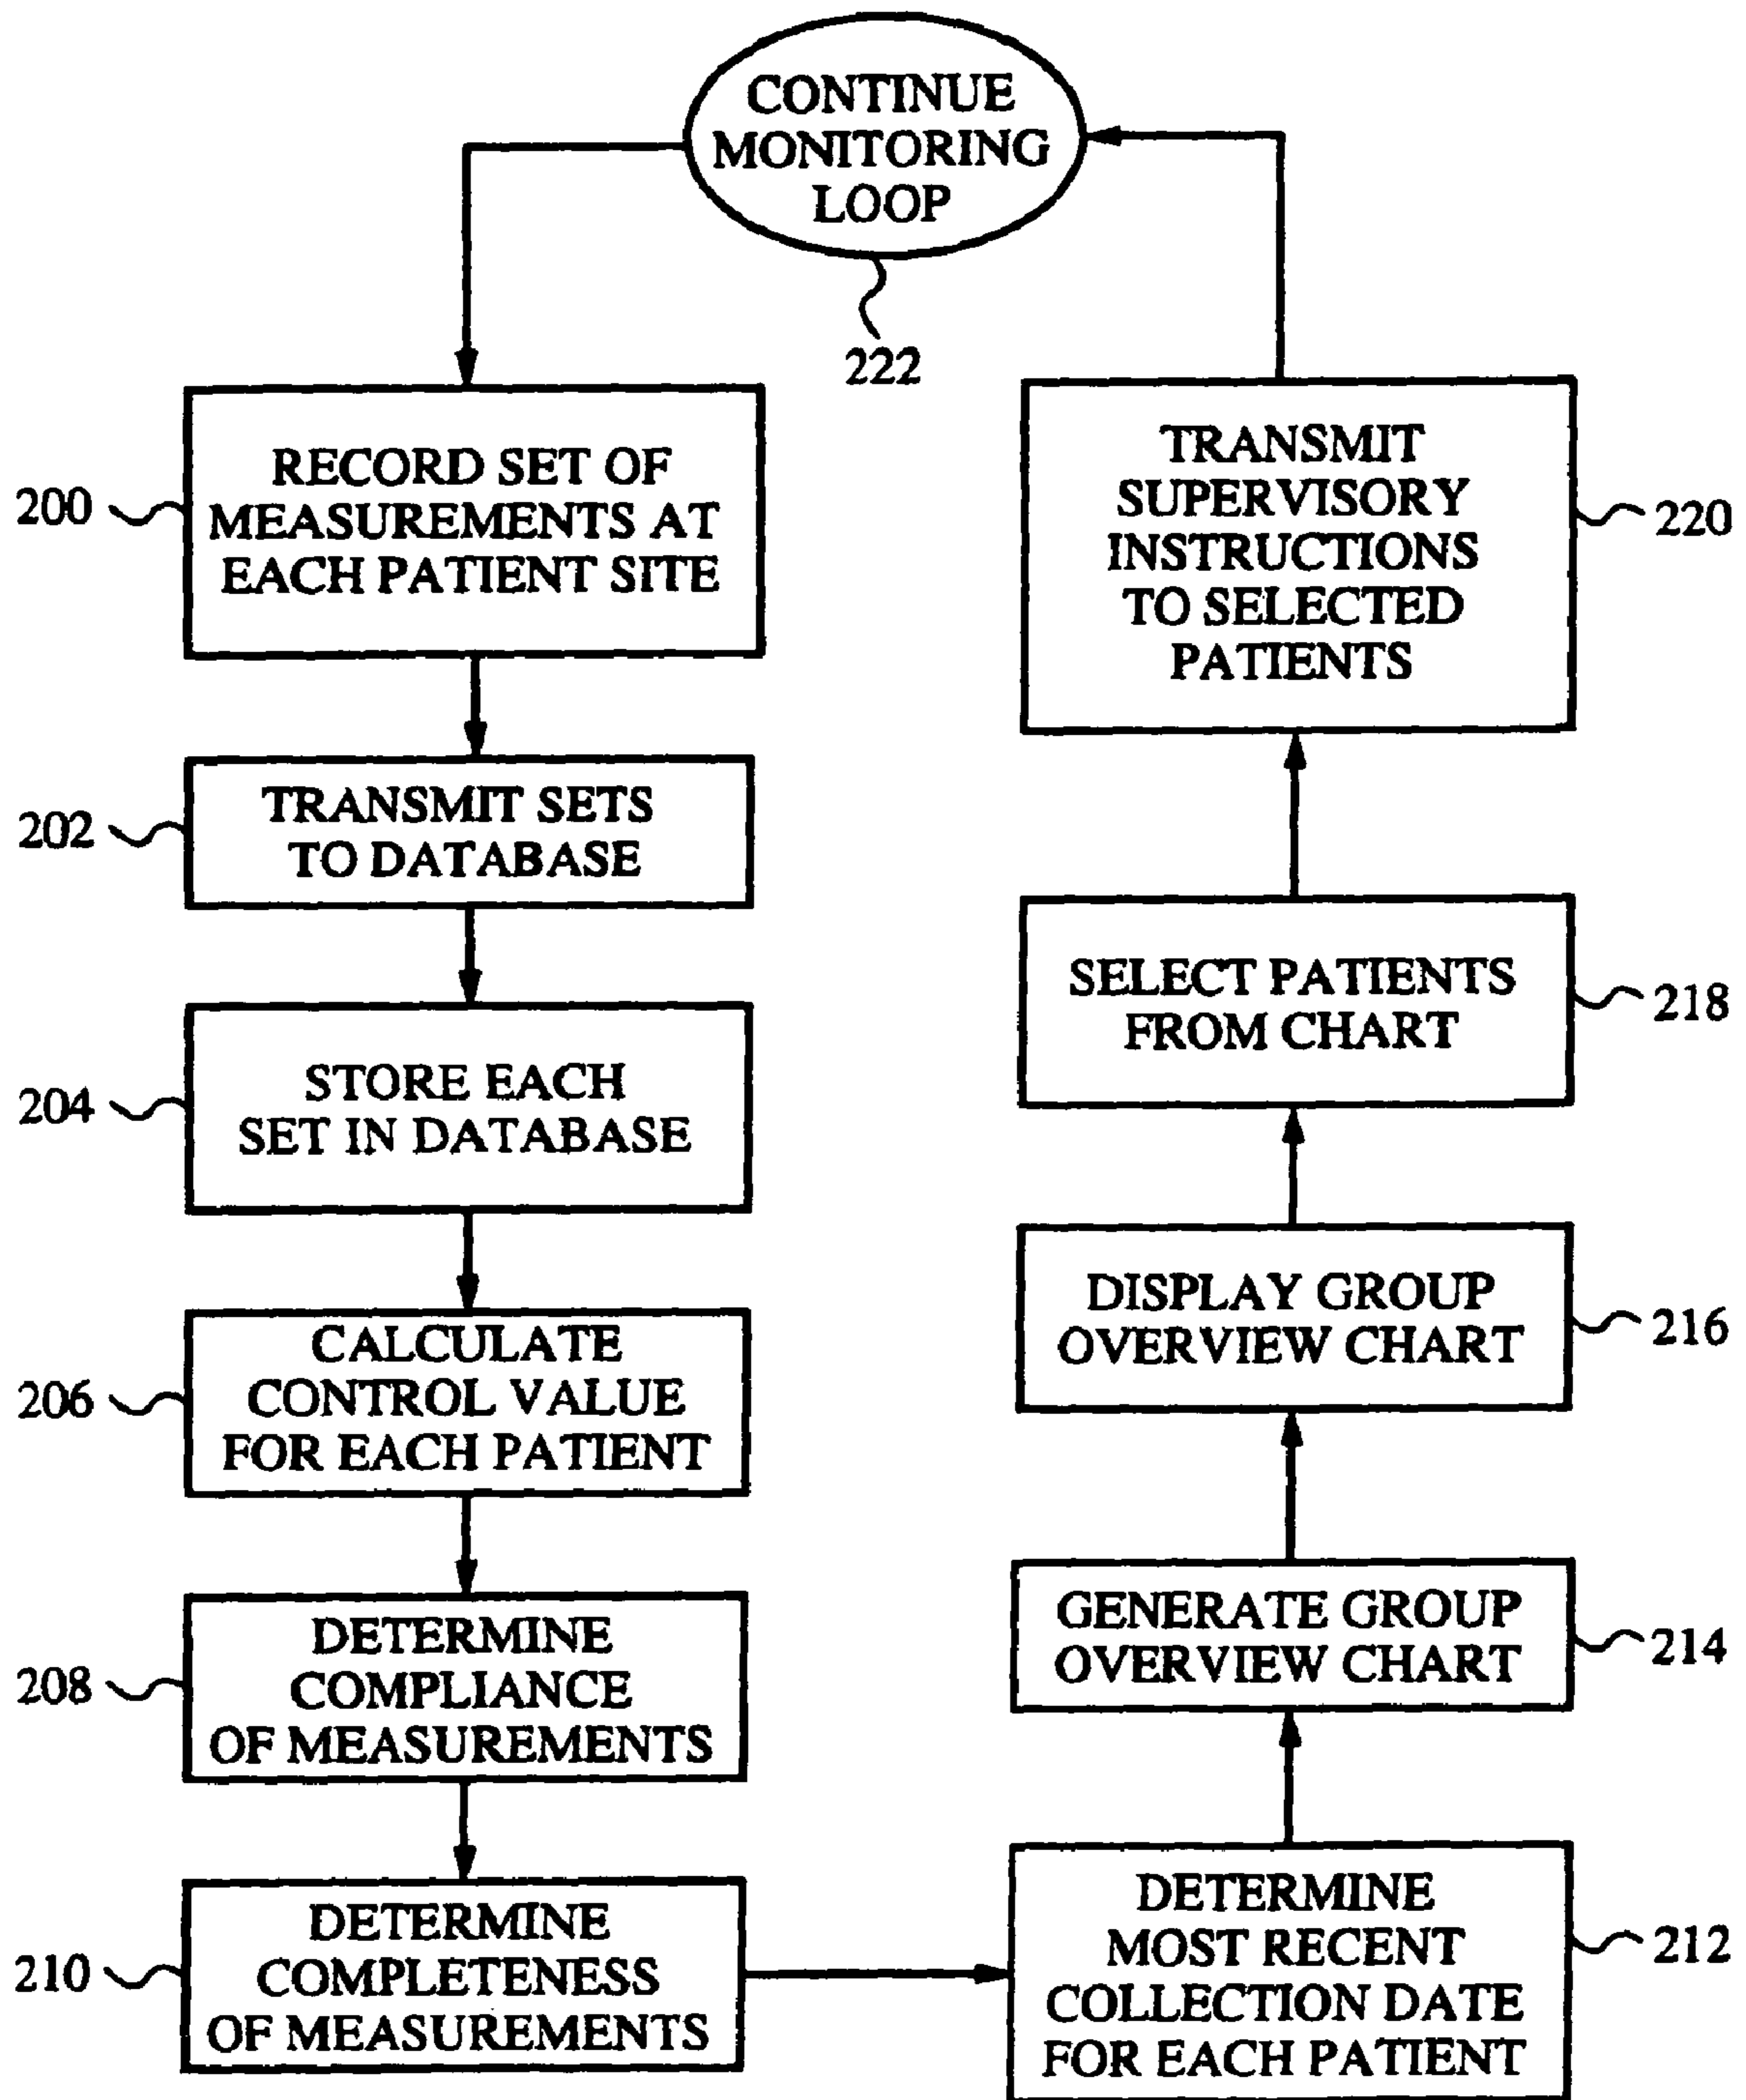 CONTINUE
MONITORING
LOOP
222
200
RECORD SET OF
MEASUREMENTS AT
EACH PATIENT SITE
202
TRANSMIT SETS
TO DATABASE
204
STORE EACH
SET IN DATABASE
206
CALCULATE
CONTROL VALUE
FOR EACH PATIENT
208
DETERMINE
COMPLIANCE
OF MEASUREMENTS
210
DETERMINE
COMPLETENESS
OF MEASUREMENTS
DETERMINE
MOST RECENT
COLLECTION DATE
FOR EACH PATIENT
212
GENERATE GROUP
OVERVIEW CHART
214
DISPLAY GROUP
OVERVIEW CHART
216
SELECT PATIENTS
FROM CHART
218
TRANSMIT
SUPERVISORY
INSTRUCTIONS
TO SELECTED
PATIENTS
220